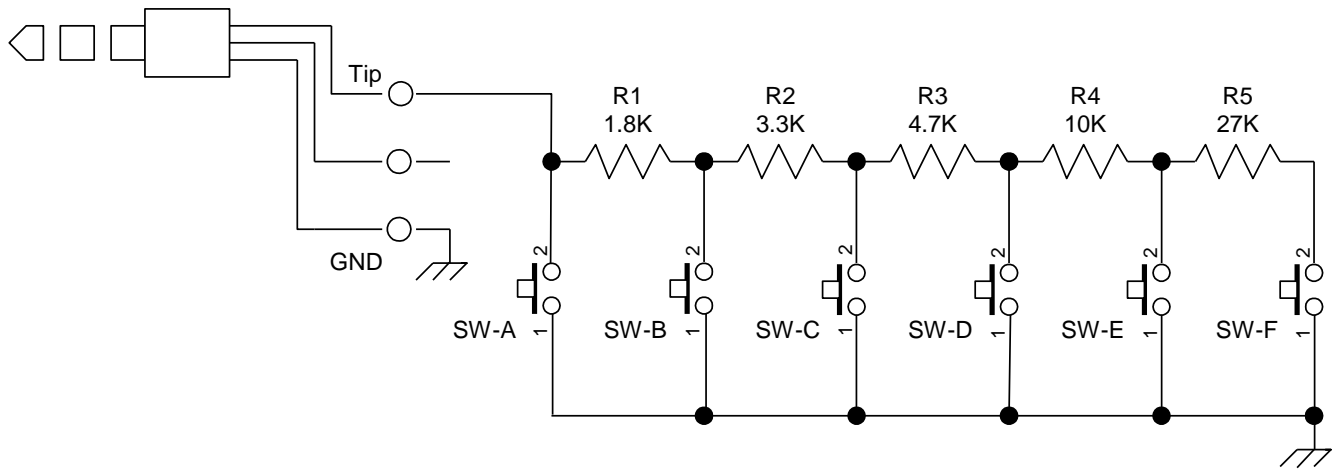 Tip
GND
R1
1.8K
R2
3.3K
R3
4.7K
R4
10K
R5
27K
2
1
SW-A
2
1
SW-B
2
1
SW-C
2
1
SW-D
2
1
SW-E
2
1
SW-F